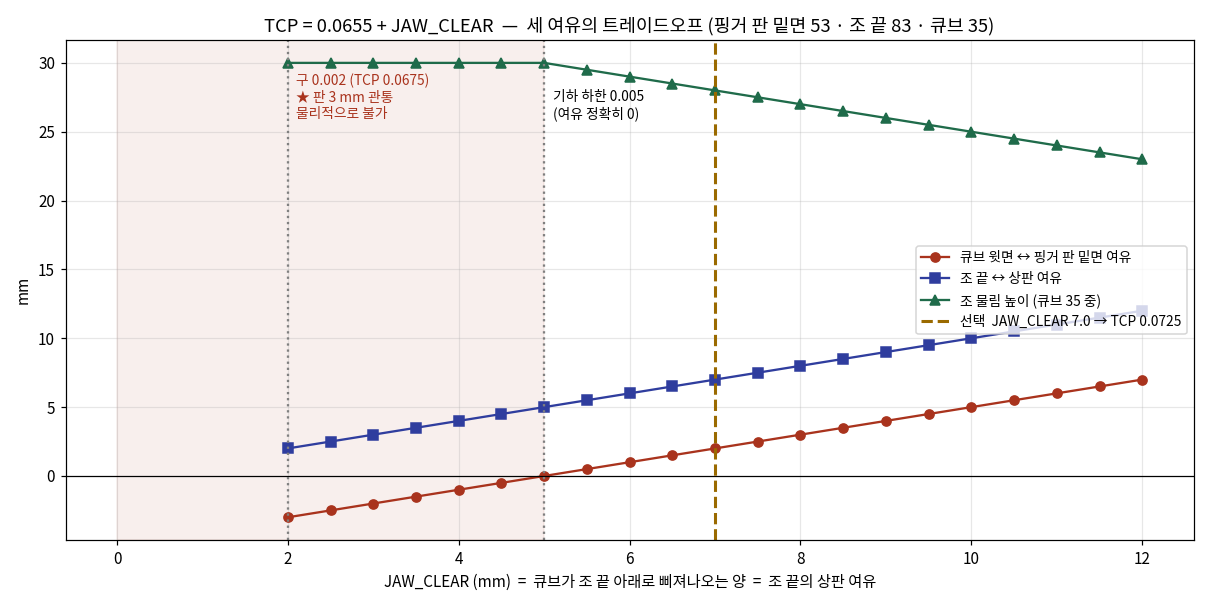 TCP = 0.0655 + JAW_CLEAR — 세 여유의 트레이드오프 (핑거 판 밑면 53 · 조 끝 83 · 큐브 35)
구 0.002 (TCP 0.0675)
★ 판 3 mm 관통
물리적으로 불가
기하 하한 0.005
(여유 정확히 0)
큐브 윗면 ↔ 핑거 판 밑면 여유
조 끝 ↔ 상판 여유
조 물림 높이 (큐브 35 중)
선택 JAW_CLEAR 7.0 → TCP 0.0725
mm
30
25
20
15
10
5
0
0 2 4 6 8 10 12
JAW_CLEAR (mm) = 큐브가 조 끝 아래로 삐져나오는 양 = 조 끝의 상판 여유